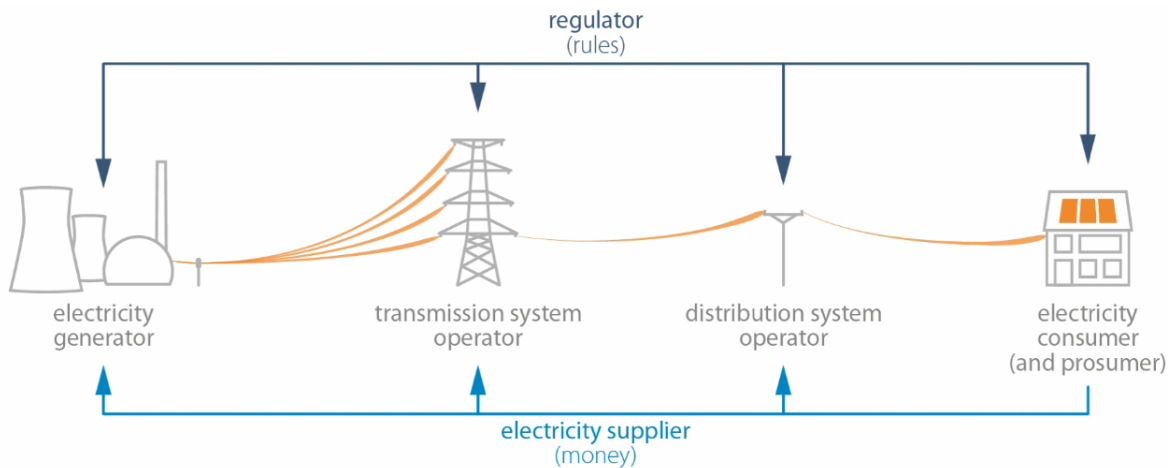 regulator
(rules)
electricity
generator
transmission system
operator
distribution system
operator
electricity
consumer
(and prosumer)
electricity supplier
(money)